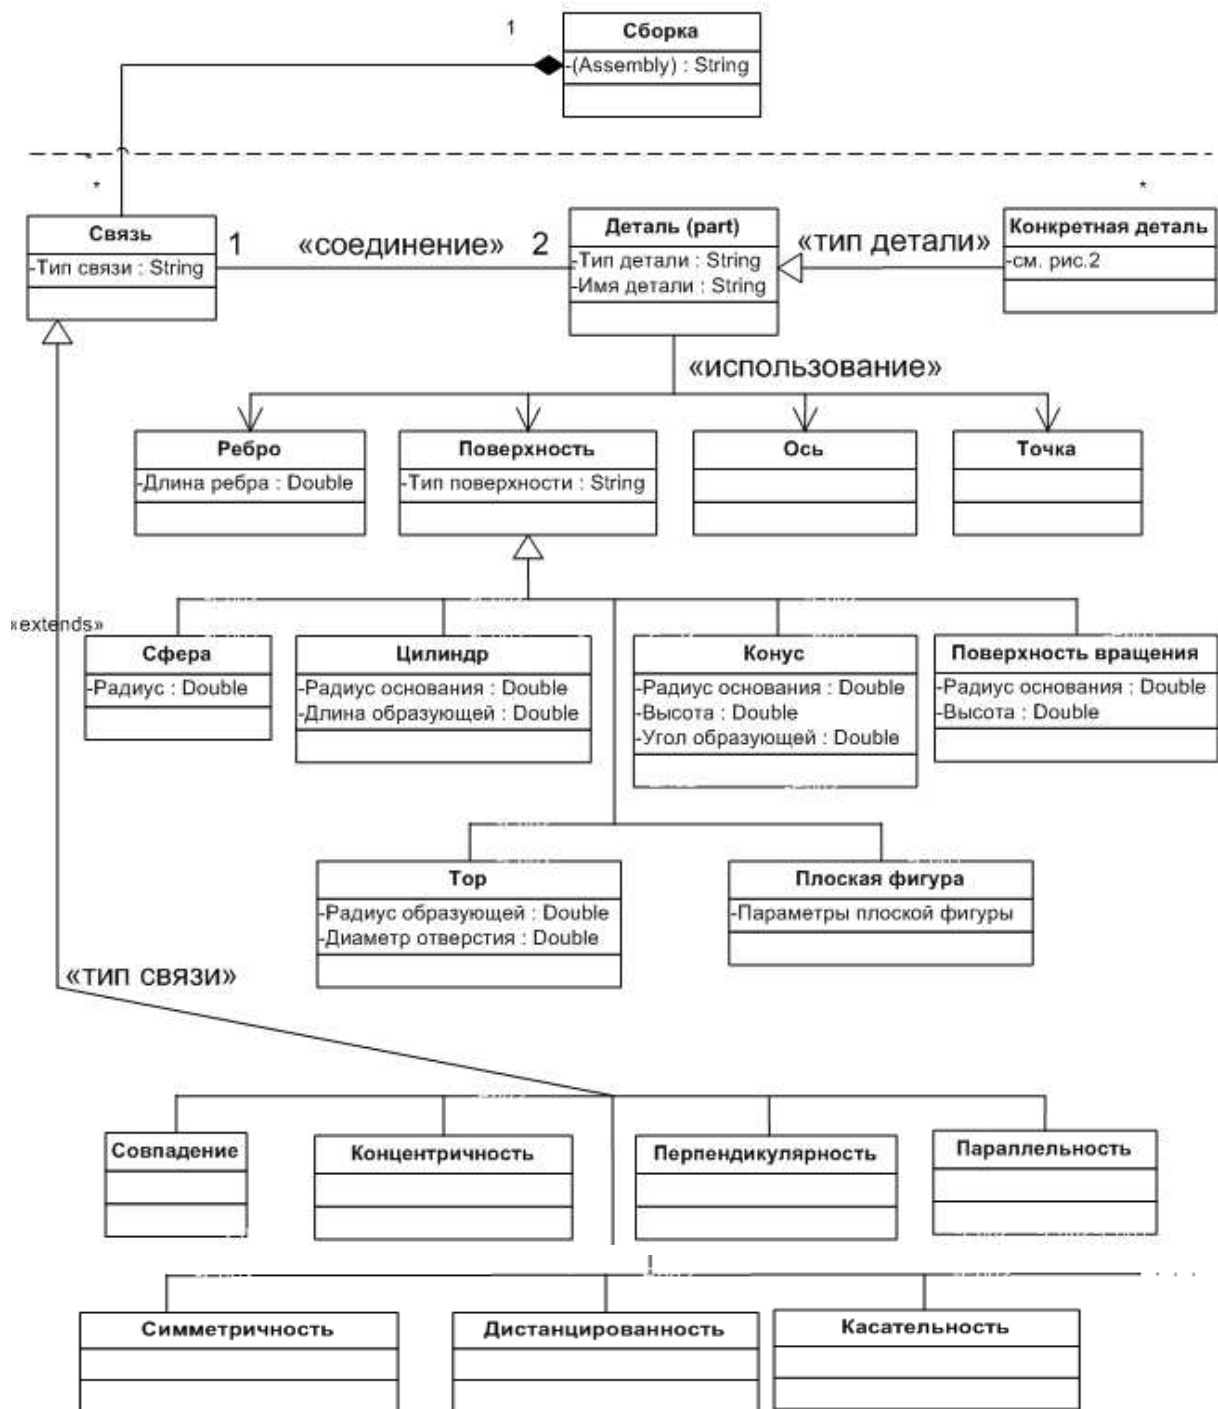 1
Сборка
-(Assembly) : String
*
*
Связь
-Тип связи : String
1
«соединение»
2
Деталь (part)
-Тип детали : String
-Имя детали : String
«тип детали»
Конкретная деталь
-см. рис.2
«использование»
Ребро
-Длина ребра : Double
Поверхность
-Тип поверхности : String
Ось
Точка
«extends»
Сфера
-Радиус : Double
Цилиндр
-Радиус основания : Double
-Длина образующей : Double
Конус
-Радиус основания : Double
-Высота : Double
-Угол образующей : Double
Поверхность вращения
-Радиус основания : Double
-Высота : Double
Тор
-Радиус образующей : Double
-Диаметр отверстия : Double
Плоская фигура
-Параметры плоской фигуры
«тип связи»
Совпадение
Концентричность
Перпендикулярность
Параллельность
Симметричность
Дистанцированность
Касательность